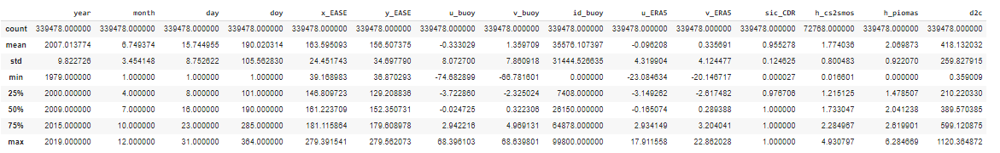 year month day doy x_EASE y_EASE u_buoy v_buoy id_buoy u_ERA5 v_ERA5 sic_CDR h_cs2smos h_piomas d2c
count 339478.000000 339478.000000 339478.000000 339478.000000 339478.000000 339478.000000 339478.000000 339478.000000 339478.000000 339478.000000 339478.000000 339478.000000 72768.000000 339478.000000 339478.000000
mean 2007.013774 6.749374 15.744955 190.020314 163.595093 156.507375 -0.333029 1.359709 35576.107397 -0.096208 0.335691 0.955278 1.774036 2.069873 418.132032
std 9.822726 3.454148 8.752622 105.562830 24.451743 34.697790 8.072700 7.860918 31444.526635 4.319904 4.124477 0.124625 0.800483 0.922070 259.827915
min 1979.000000 1.000000 1.000000 1.000000 39.168983 36.870293 -74.682899 -66.781601 0.000000 -23.084634 -20.146717 0.000027 0.016601 0.000000 0.359009
25% 2000.000000 4.000000 8.000000 101.000000 146.809723 129.208836 -3.722860 -2.325024 7408.000000 -3.149262 -2.617482 0.976706 1.215125 1.478507 210.220330
50% 2009.000000 7.000000 16.000000 190.000000 161.223709 152.350731 -0.024725 0.322306 26150.000000 -0.165074 0.289388 1.000000 1.733047 2.041238 389.570385
75% 2015.000000 10.000000 23.000000 285.000000 181.115864 179.608978 2.942216 4.969131 64878.000000 2.934149 3.204041 1.000000 2.284967 2.619901 599.120875
max 2019.000000 12.000000 31.000000 364.000000 279.391541 279.562073 68.396103 68.639801 99800.000000 17.911558 22.862028 1.000000 4.930797 6.284669 1120.364872